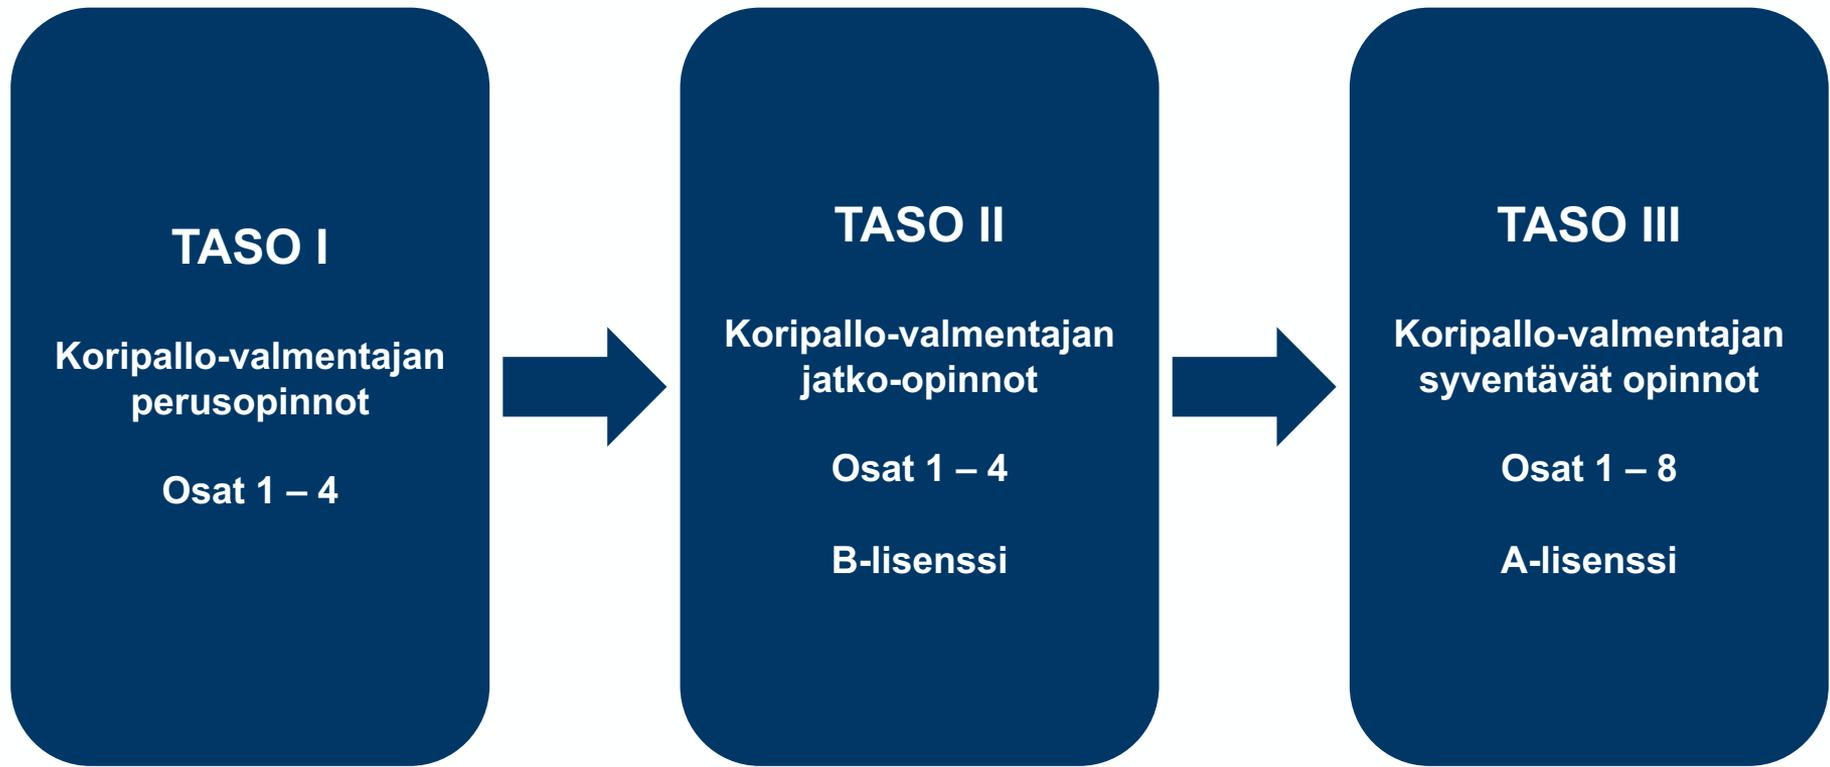 TASO I
Koripallo-valmentajan
perusopinnot
Osat 1 – 4
TASO II
Koripallo-valmentajan
jatko-opinnot
Osat 1 – 4
B-lisenssi
TASO III
Koripallo-valmentajan
syventävät opinnot
Osat 1 – 8
A-lisenssi